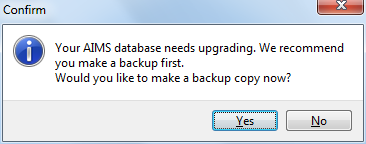 Confirm
Your AIMS database needs upgrading. We recommend
you make a backup first.
Would you like to make a backup copy now?
Yes
No